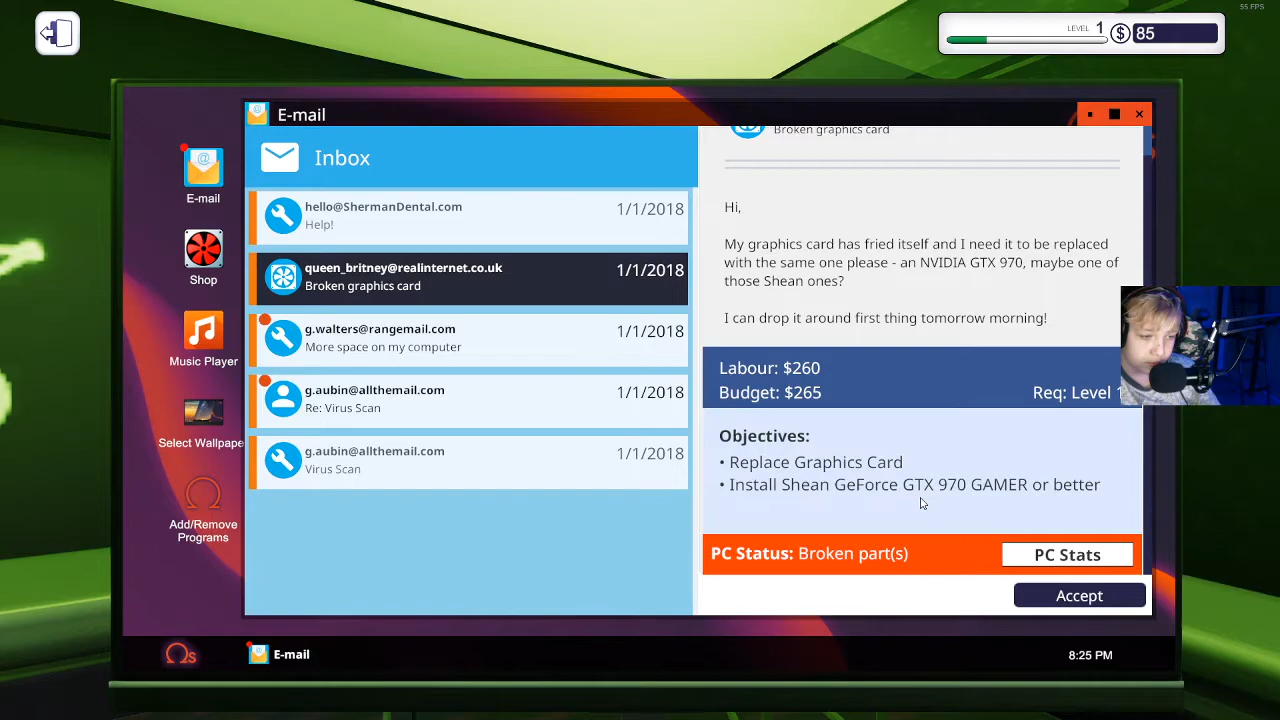 55 FPS
LEVEL 1
$ 85
E-mail
Inbox
Broken graphics card
hello@ShermanDental.com
1/1/2018
Help!
queen_britney@realinternet.co.uk
1/1/2018
Broken graphics card
g.walters@rangemail.com
1/1/2018
More space on my computer
g.aubin@allthemail.com
1/1/2018
Re: Virus Scan
g.aubin@allthemail.com
1/1/2018
Virus Scan
Hi,
My graphics card has fried itself and I need it to be replaced
with the same one please - an NVIDIA GTX 970, maybe one of
those Shean ones?
I can drop it around first thing tomorrow morning!
Labour: $260
Budget: $265
Req: Level 1
Objectives:
• Replace Graphics Card
• Install Shean GeForce GTX 970 GAMER or better
PC Status: Broken part(s)
PC Stats
Accept
E-mail
Shop
Music Player
Select Wallpape
Add/Remove
Programs
Ωs
E-mail
8:25 PM